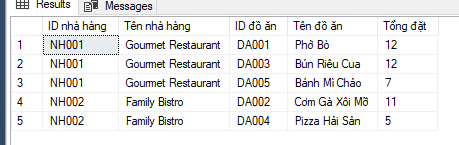 Results Messages
ID nhà hàng Tên nhà hàng ID đồ ăn Tên đồ ăn Tổng đặt
1 NH001 Gourmet Restaurant DA001 Phở Bò 12
2 NH001 Gourmet Restaurant DA003 Bún Riêu Cua 12
3 NH001 Gourmet Restaurant DA005 Bánh Mì Chảo 7
4 NH002 Family Bistro DA002 Cơm Gà Xôi Mỡ 11
5 NH002 Family Bistro DA004 Pizza Hải Sản 5